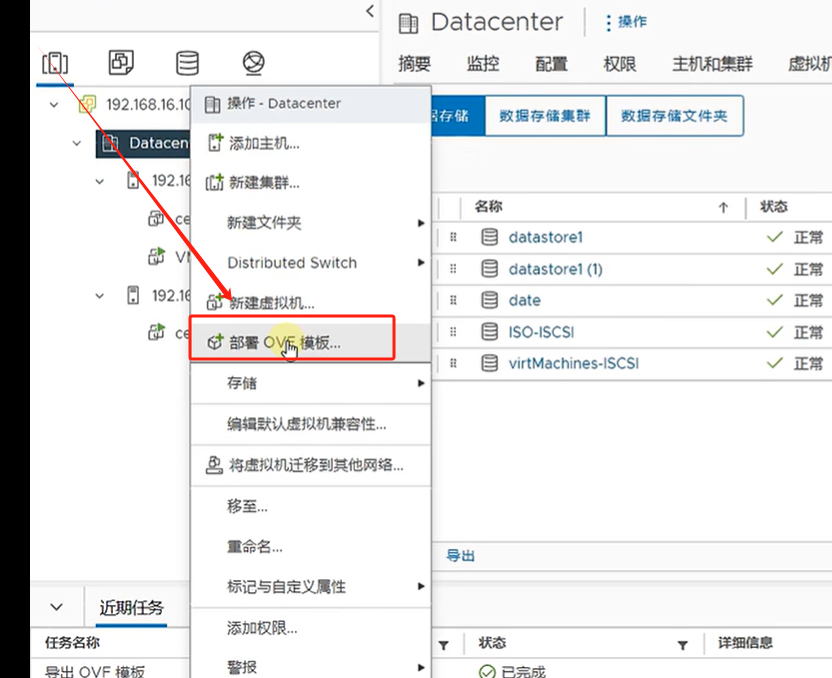 Datacenter
操作
摘要
监控
配置
权限
主机和集群
虚拟机
192.168.16.10
操作 - Datacenter
存储
数据存储集群
数据存储文件夹
Datacen
添加主机...
192.16
新建集群...
名称
状态
ce
新建文件夹
datastore1
正常
VM
Distributed Switch
datastore1 (1)
正常
192.16
新建虚拟机...
date
正常
ce
部署 OVF 模板...
ISO-ISCSI
正常
virtMachines-ISCSI
正常
存储
编辑默认虚拟机兼容性...
将虚拟机迁移到其他网络...
移至...
重命名...
导出
标记与自定义属性
近期任务
添加权限...
任务名称
状态
详细信息
警报
导出 OVF 模板
已完成